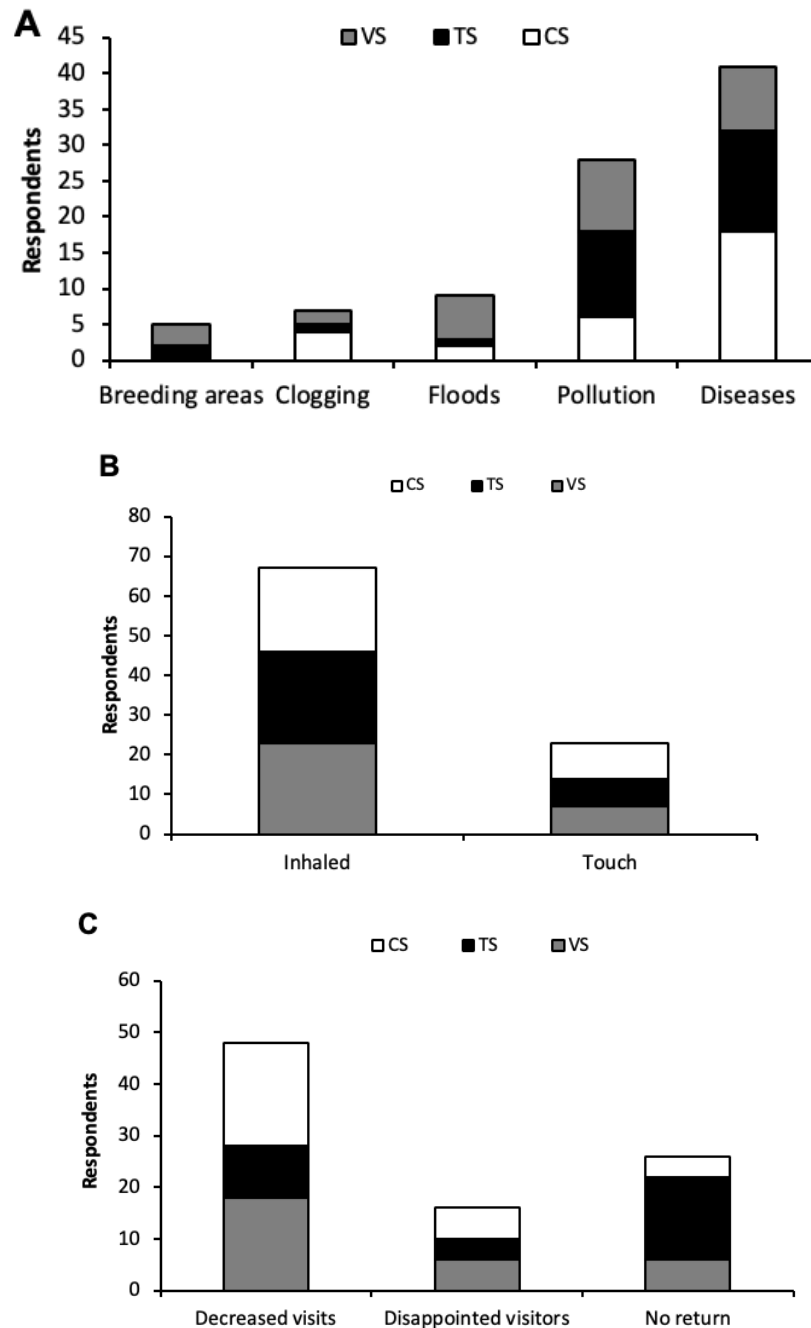 A
VS TS CS
Respondents
45
40
35
30
25
20
15
10
5
0
Breeding areas Clogging Floods Pollution Diseases
B
CS TS VS
Respondents
80
70
60
50
40
30
20
10
0
Inhaled Touch
C
CS TS VS
Respondents
60
50
40
30
20
10
0
Decreased visits Disappointed visitors No return